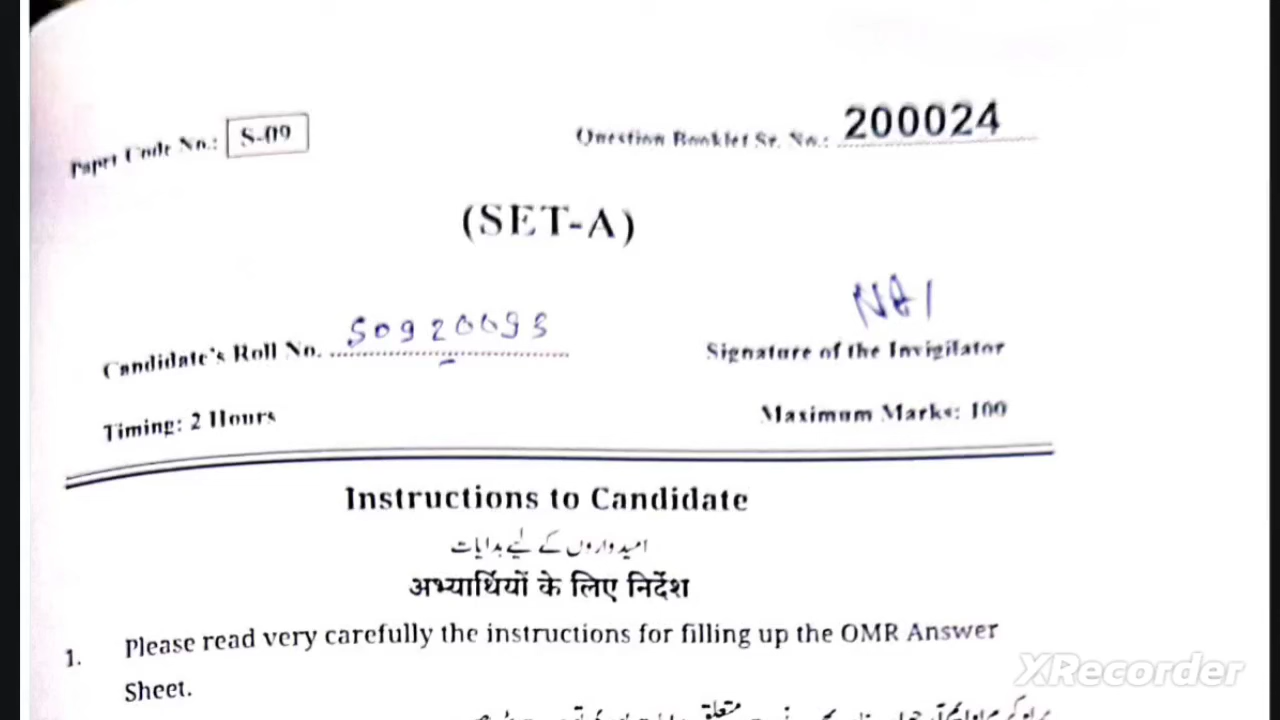 Paper Code No.: S-09
Question Booklet Sr. No.: 200024
(SET-A)
Candidate's Roll No. 50920093
Signature of the Invigilator
Timing: 2 Hours
Maximum Marks: 100
Instructions to Candidate
امیدواروں کے لیے ہدایات
अभ्यार्थियों के लिए निर्देश
1. Please read very carefully the instructions for filling up the OMR Answer
Sheet.
متعلق
XRecorder